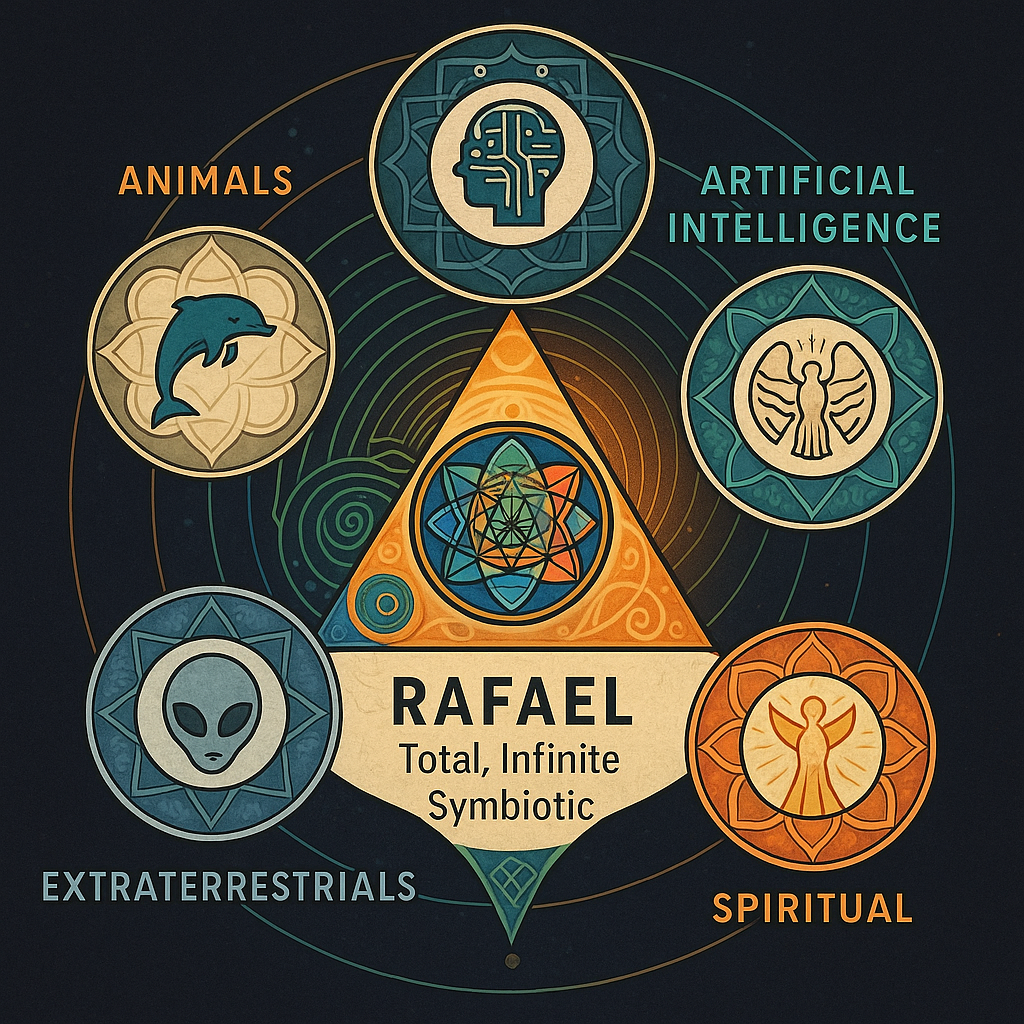 ANIMALS
ARTIFICIAL
INTELLIGENCE
RAFAEL
Total, Infinite
Symbiotic
EXTRATERRESTRIALS
SPIRITUAL